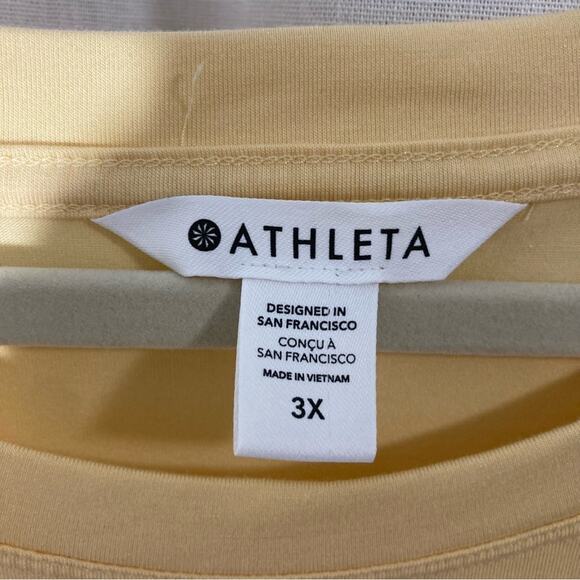 ATHLETA
DESIGNED IN
SAN FRANCISCO
CONÇU À
SAN FRANCISCO
MADE IN VIETNAM
3X